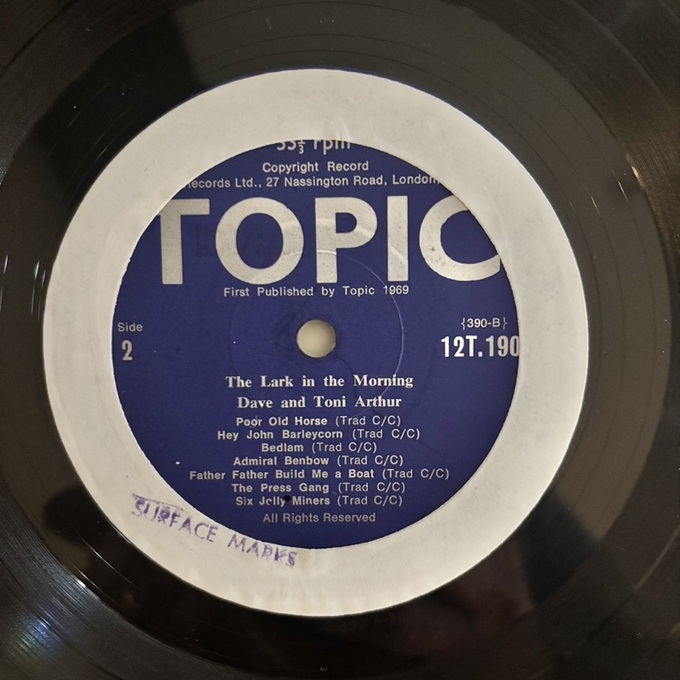 33⅓ rpm
Copyright Record
Records Ltd., 27 Nassington Road, London,
TOPIC
First Published by Topic 1969
Side
2
{390-B}
12T.190
The Lark in the Morning
Dave and Toni Arthur
Poor Old Horse (Trad C/C)
Hey John Barleycorn (Trad C/C)
Bedlam (Trad C/C)
Admiral Benbow (Trad C/C)
Father Father Build Me a Boat (Trad C/C)
The Press Gang (Trad C/C)
Six Jolly Miners (Trad C/C)
All Rights Reserved
SURFACE MARKS